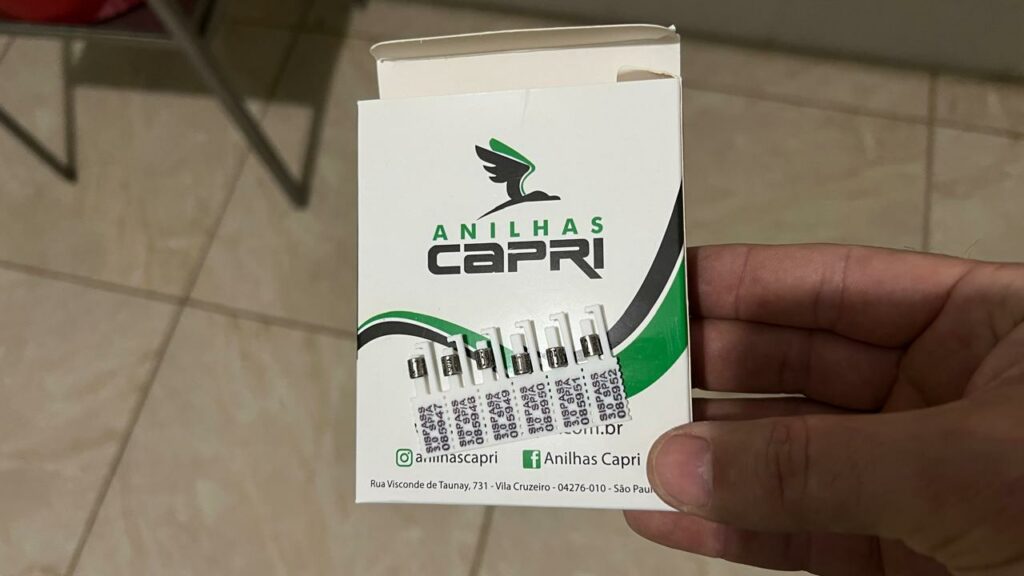 ANILHAS
CAPRI
SISPASS
3.0 SP/A
085947
SISPASS
3.0 SP/A
085948
SISPASS
3.0 SP/A
085949
SISPASS
3.0 SP/A
085950
SISPASS
3.0 SP/A
085951
SISPASS
3.0 SP/A
085952
.com.br
anilhascapri
Anilhas Capri
Rua Visconde de Taunay, 731 - Vila Cruzeiro - 04276-010 - São Paul